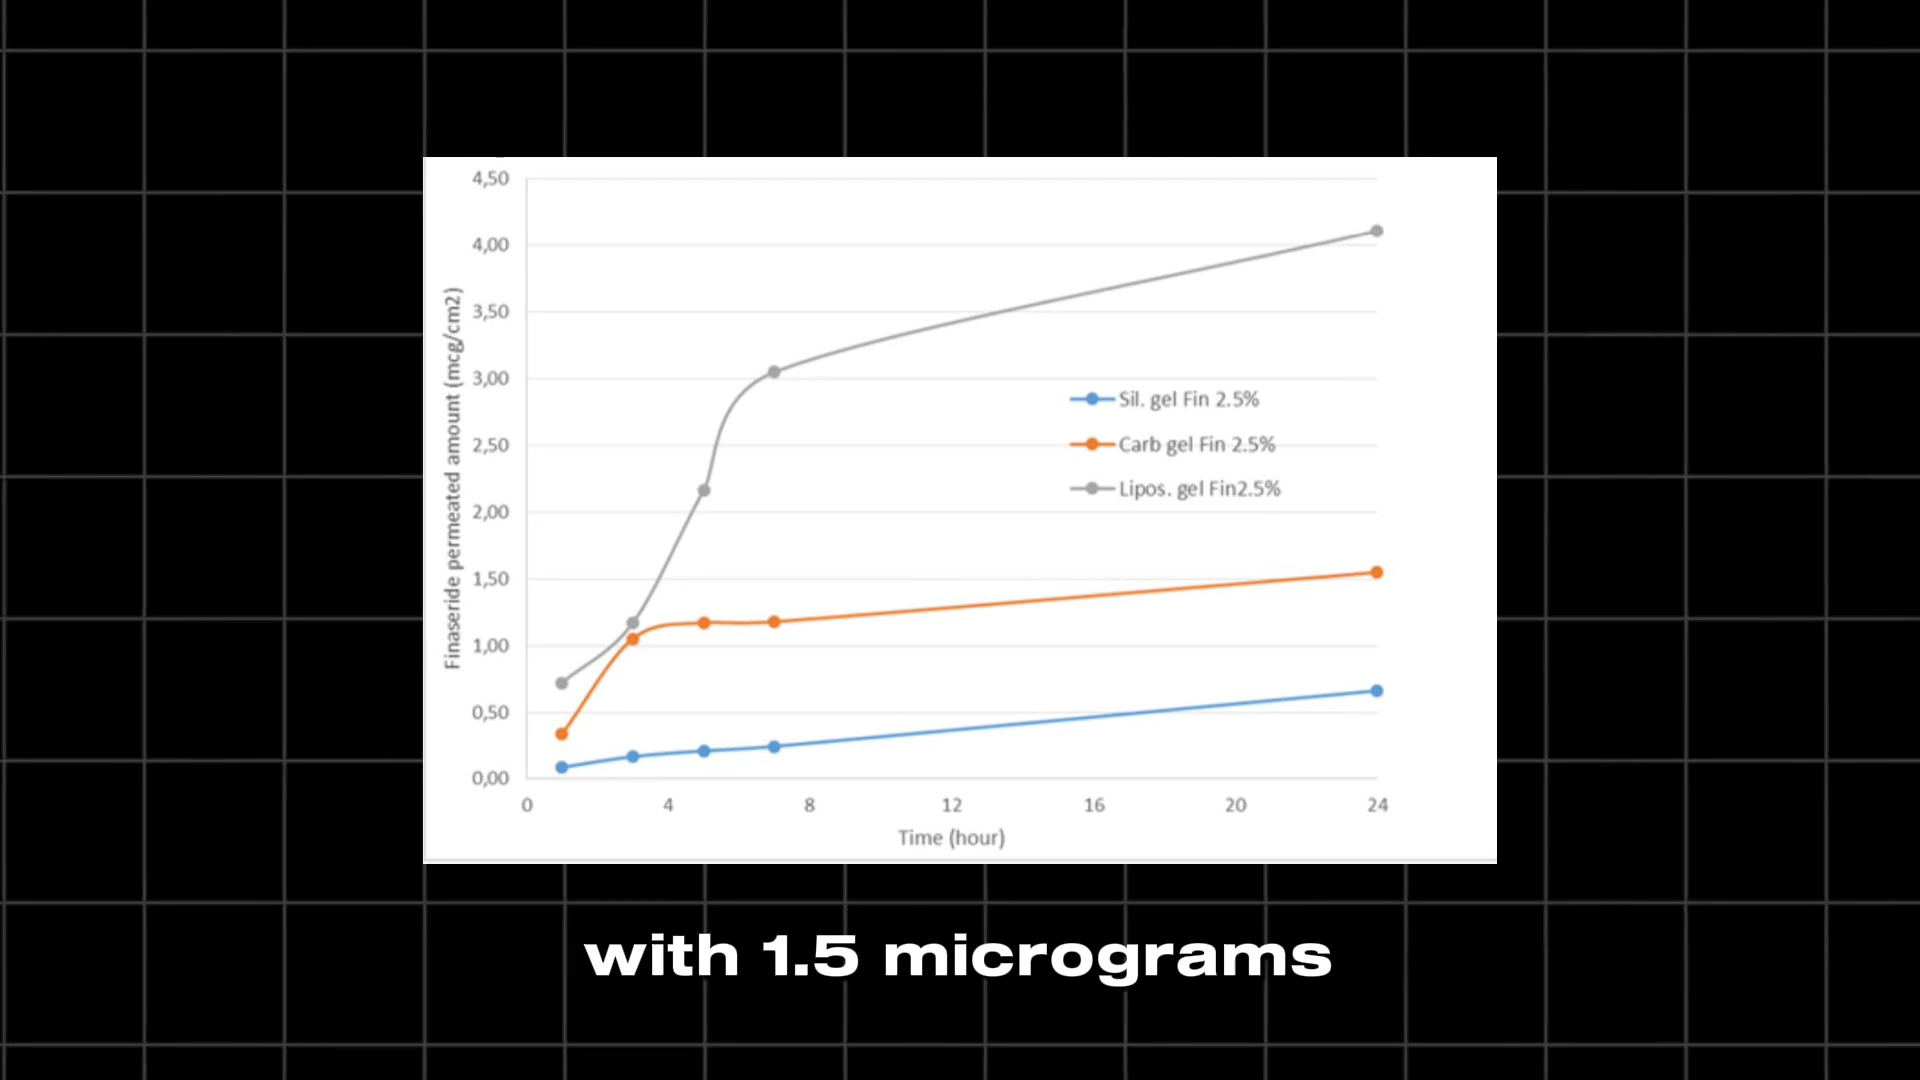 4,50
4,00
3,50
3,00
2,50
2,00
1,50
1,00
0,50
0,00
Finaseride permeated amount (mcg/cm2)
Sil. gel Fin 2.5%
Carb gel Fin 2.5%
Lipos. gel Fin2.5%
0 4 8 12 16 20 24
Time (hour)
with 1.5 micrograms